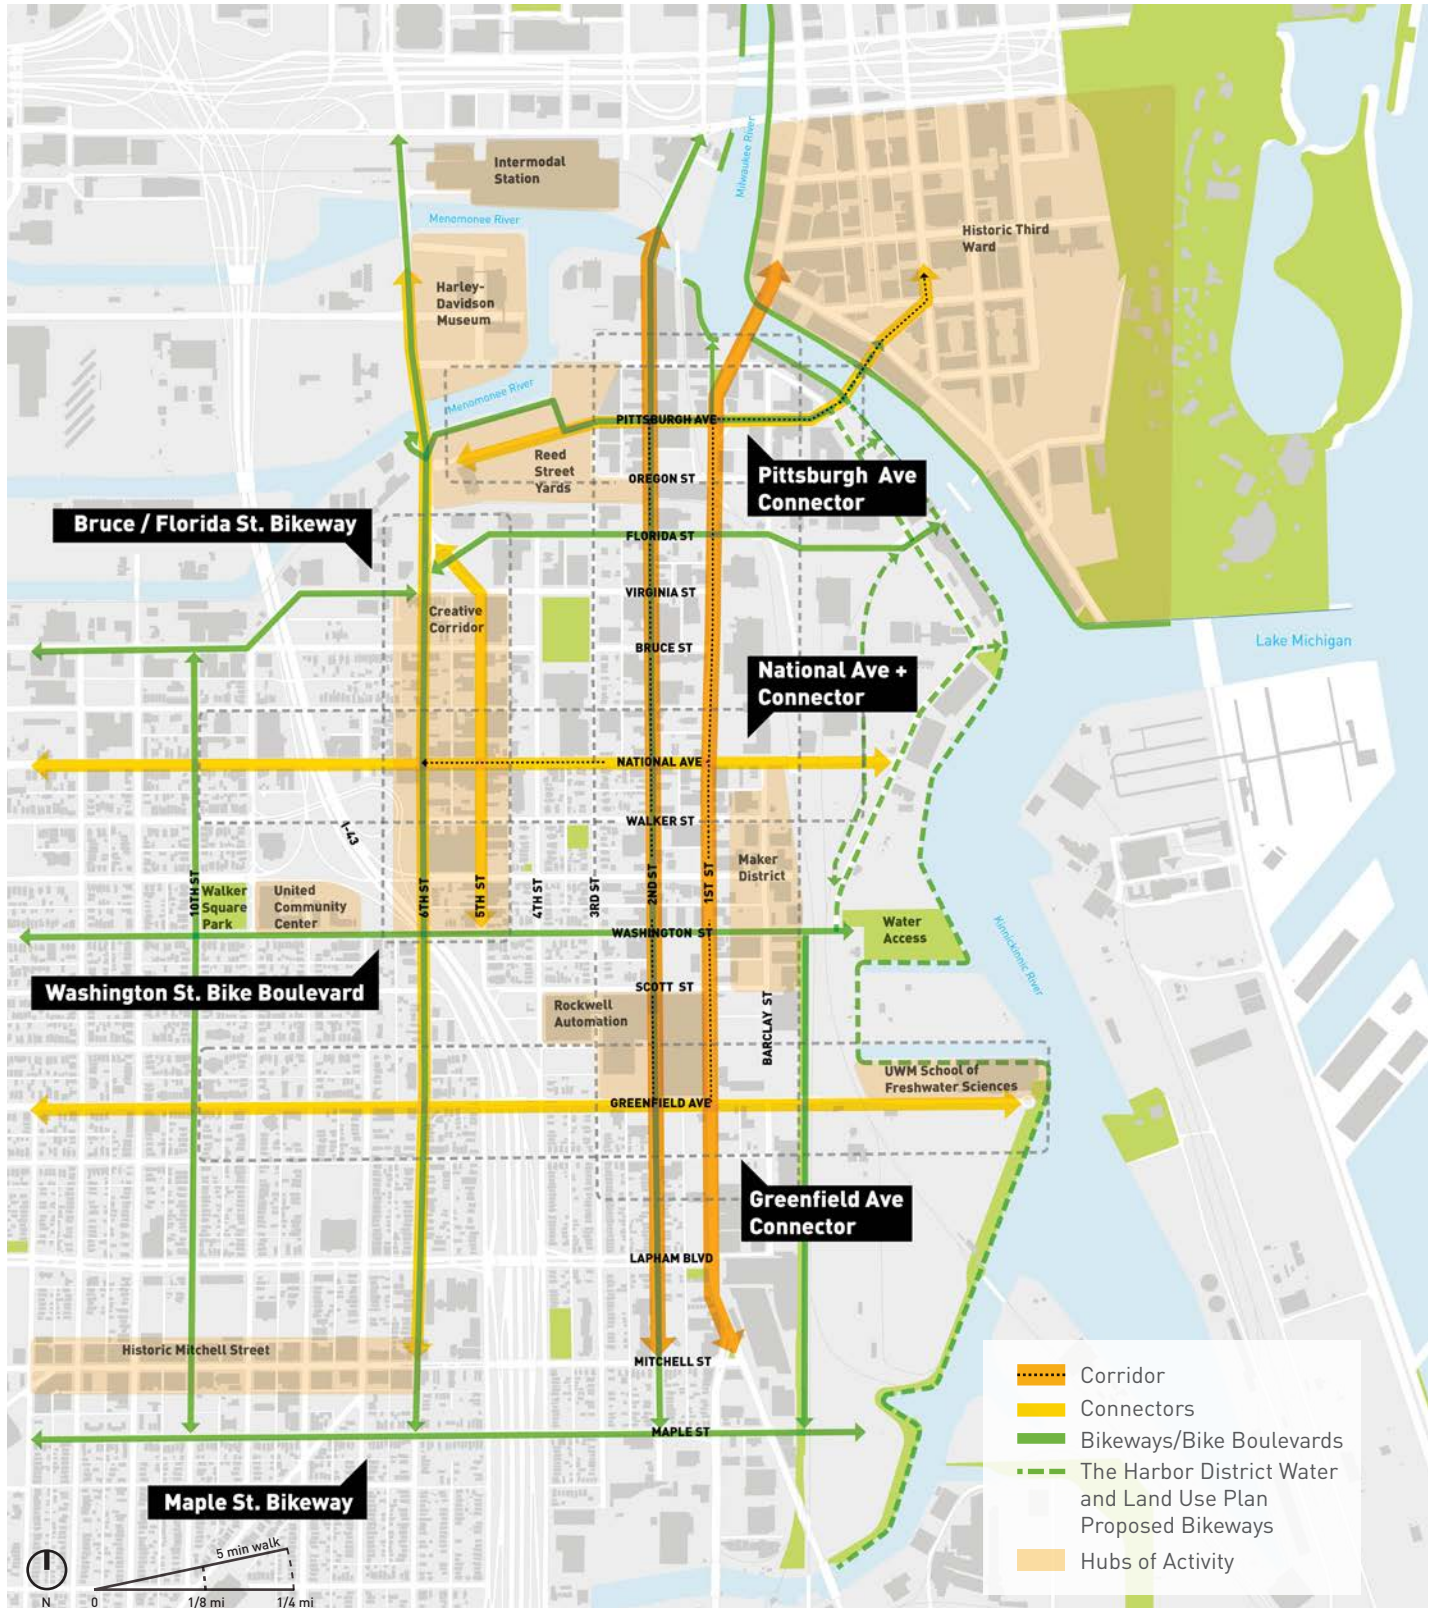 Intermodal
Station
Menomonee River
Milwaukee River
Historic Third
Ward
Harley-
Davidson
Museum
Menomonee River
PITTSBURGH AVE
Reed
Street
Yards
OREGON ST
Pittsburgh Ave
Connector
Bruce / Florida St. Bikeway
FLORIDA ST
VIRGINIA ST
Creative
Corridor
BRUCE ST
Lake Michigan
National Ave +
Connector
NATIONAL AVE
WALKER ST
I-43
Maker
District
10TH ST
Walker
Square
Park
United
Community
Center
6TH ST
5TH ST
4TH ST
3RD ST
2ND ST
1ST ST
WASHINGTON ST
Water
Access
Kinnickinnic River
Washington St. Bike Boulevard
SCOTT ST
Rockwell
Automation
BARCLAY ST
UWM School of
Freshwater Sciences
GREENFIELD AVE
Greenfield Ave
Connector
LAPHAM BLVD
Historic Mitchell Street
MITCHELL ST
MAPLE ST
Maple St. Bikeway
Corridor
Connectors
Bikeways/Bike Boulevards
The Harbor District Water
and Land Use Plan
Proposed Bikeways
Hubs of Activity
5 min walk
N
0
1/8 mi
1/4 mi